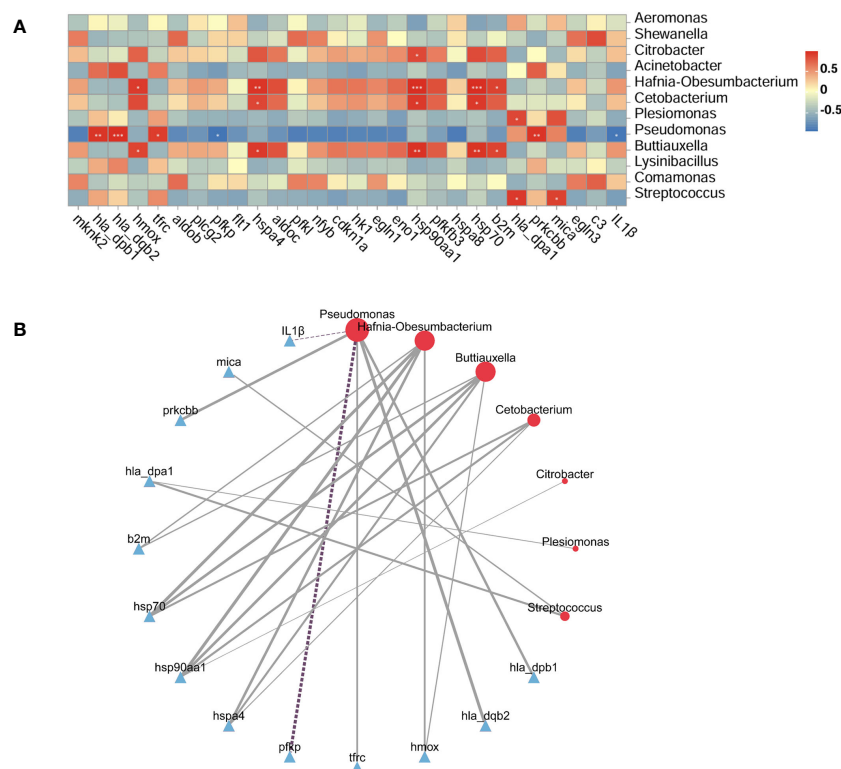 A
Aeromonas
Shewanella
Citrobacter
Acinetobacter
Hafnia-Obesumbacterium
Cetobacterium
Plesiomonas
Pseudomonas
Buttiauxella
Lysinibacillus
Comamonas
Streptococcus
* 
* ** *** *** *
* *
*
** *** * * ** *
* * ** ** *
* *
0.5
0
-0.5
mknk2
hla_dpb1
hla_dqb2
hmox
tfrc
aldob
plcg2
pfkp
fft1
hspa4
aldoc
pfkl
nfyb
cdkn1a
hk1
egln1
eno1
hsp90aa1
pfkfb3
hspa8
hsp70
b2m
hla_dpa1
prkcbb
mica
egln3
c3
IL1β
B
Pseudomonas
Hafnia-Obesumbacterium
IL1β
Buttiauxella
mica
Cetobacterium
prkcbb
Citrobacter
hla_dpa1
Plesiomonas
b2m
Streptococcus
hsp70
hla_dpb1
hsp90aa1
hla_dqb2
hspa4
hmox
pfkp
tfrc